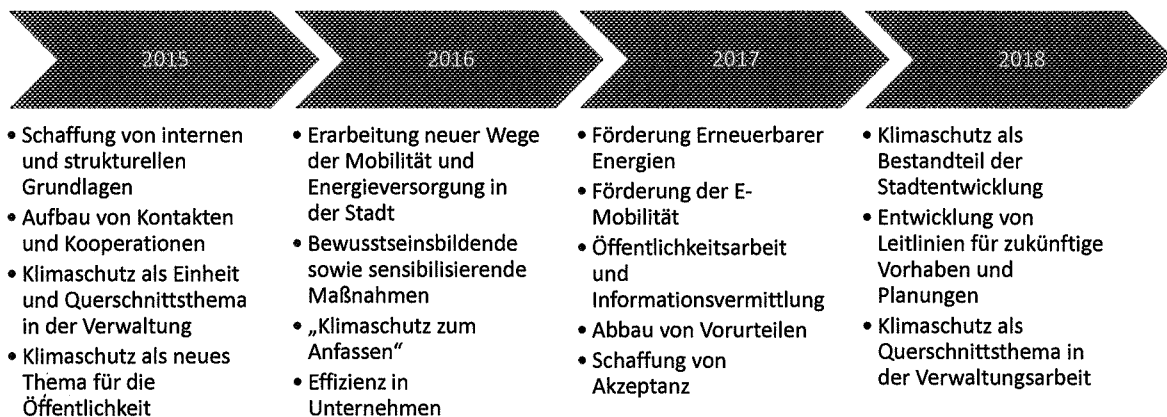 2015
• Schaffung von internen
und strukturellen
Grundlagen
• Aufbau von Kontakten
und Kooperationen
• Klimaschutz als Einheit
und Querschnittsthema
in der Verwaltung
• Klimaschutz als neues
Thema für die
Öffentlichkeit
2016
• Erarbeitung neuer Wege
der Mobilität und
Energieversorgung in
der Stadt
• Bewusstseinsbildende
sowie sensibilisierende
Maßnahmen
• „Klimaschutz zum
Anfassen“
• Effizienz in
Unternehmen
2017
• Förderung Erneuerbarer
Energien
• Förderung der E-
Mobilität
• Öffentlichkeitsarbeit
und
Informationsvermittlung
• Abbau von Vorurteilen
• Schaffung von
Akzeptanz
2018
• Klimaschutz als
Bestandteil der
Stadtentwicklung
• Entwicklung von
Leitlinien für zukünftige
Vorhaben und
Planungen
• Klimaschutz als
Querschnittsthema in
der Verwaltungsarbeit